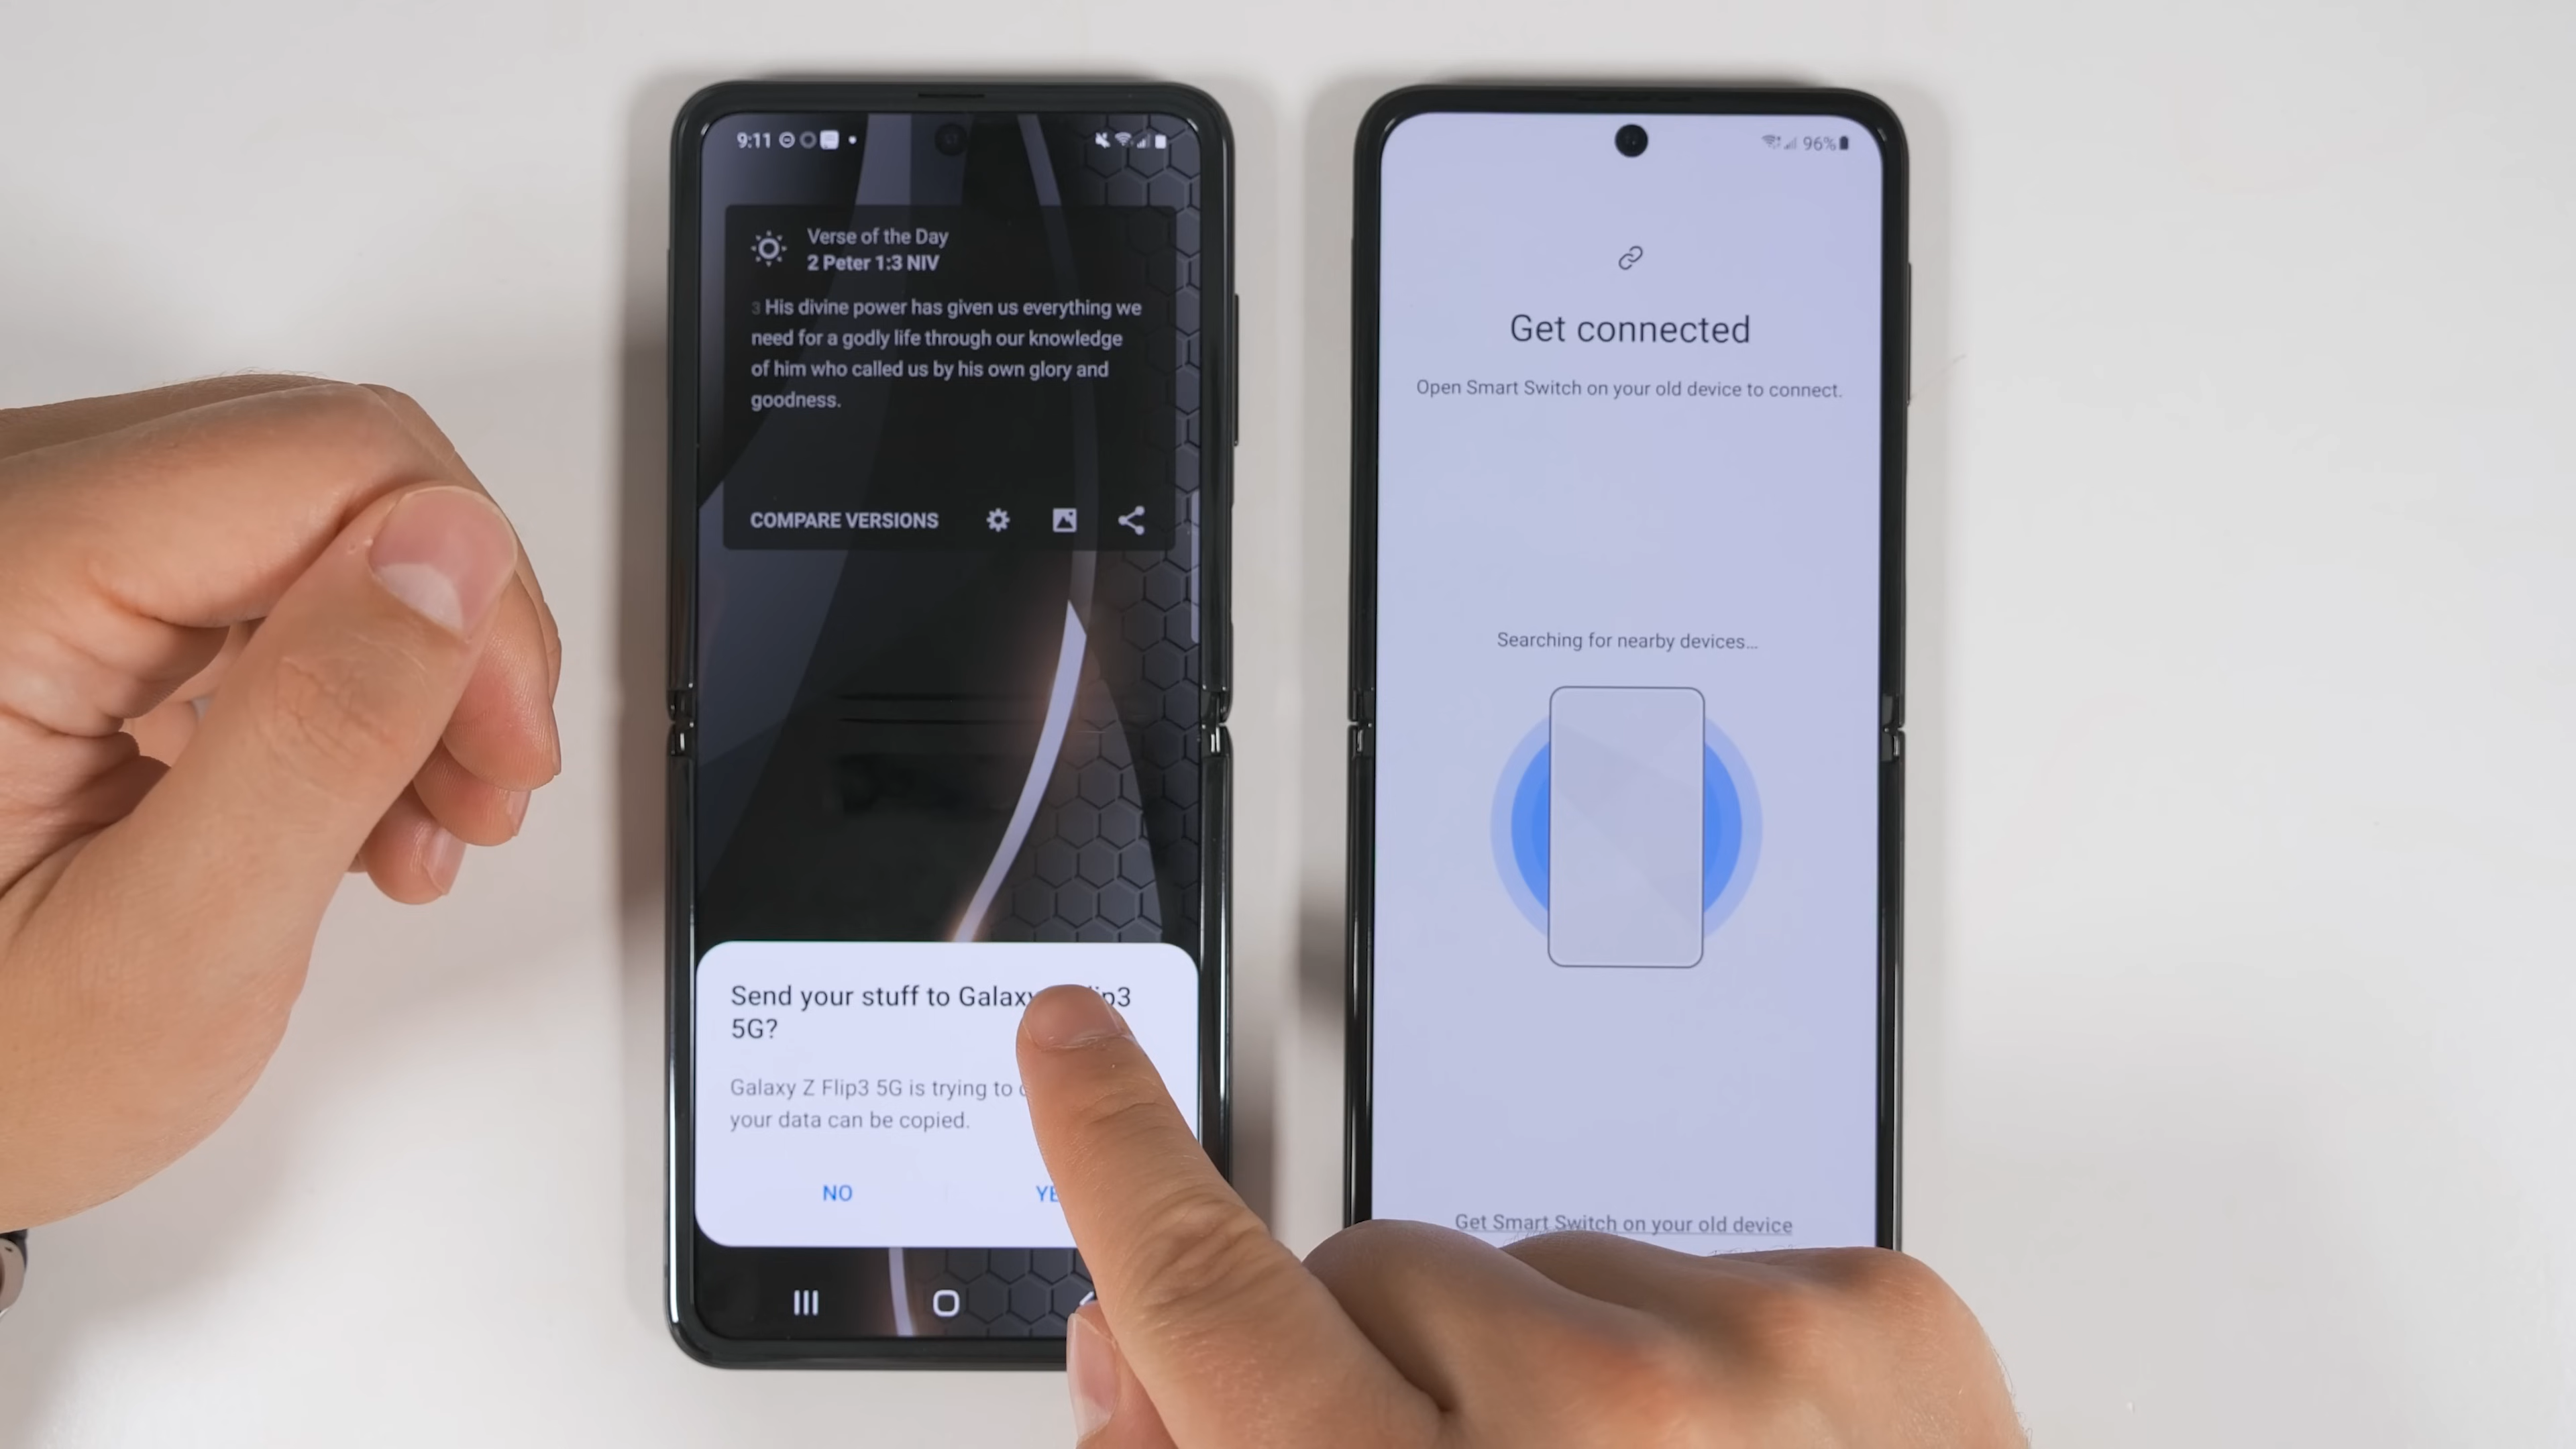 9:11
Verse of the Day
2 Peter 1:3 NIV
3 His divine power has given us everything we
need for a godly life through our knowledge
of him who called us by his own glory and
goodness.
COMPARE VERSIONS
Send your stuff to
5G?
Galaxy Z Flip3 5G is trying to
your data can be copied.
NO
96%
Get connected
Open Smart Switch on your old device to connect.
Searching for nearby devices...
Get Smart Switch on your old device